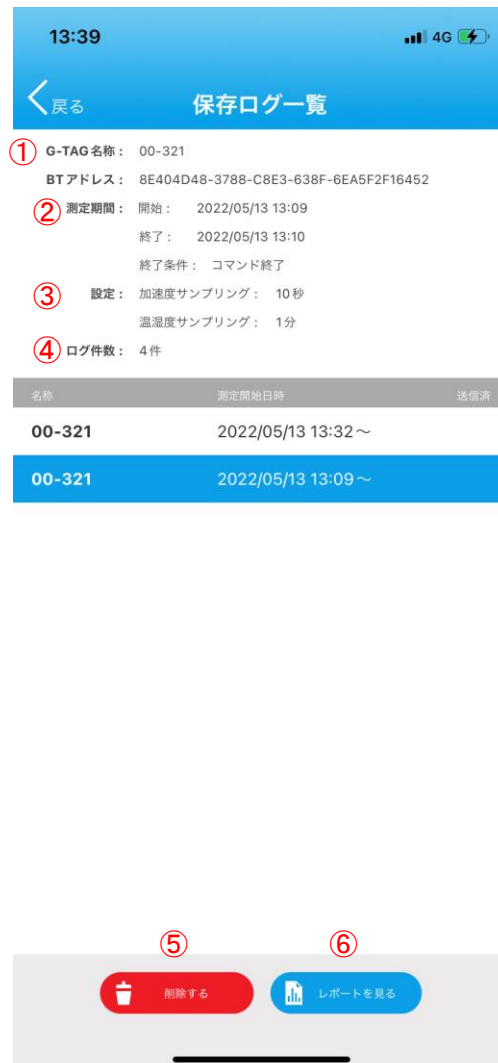 13:39 4G
戻る 保存ログ一覧
① G-TAG名称： 00-321
BTアドレス： 8E404D48-3788-C8E3-638F-6EA5F2F16452
② 測定期間： 開始： 2022/05/13 13:09
終了： 2022/05/13 13:10
終了条件： コマンド終了
③ 設定： 加速度サンプリング： 10秒
温湿度サンプリング： 1分
④ ログ件数： 4件
名称 測定開始日時 送信済
00-321 2022/05/13 13:32～
00-321 2022/05/13 13:09～
⑤ ⑥
削除する レポートを見る